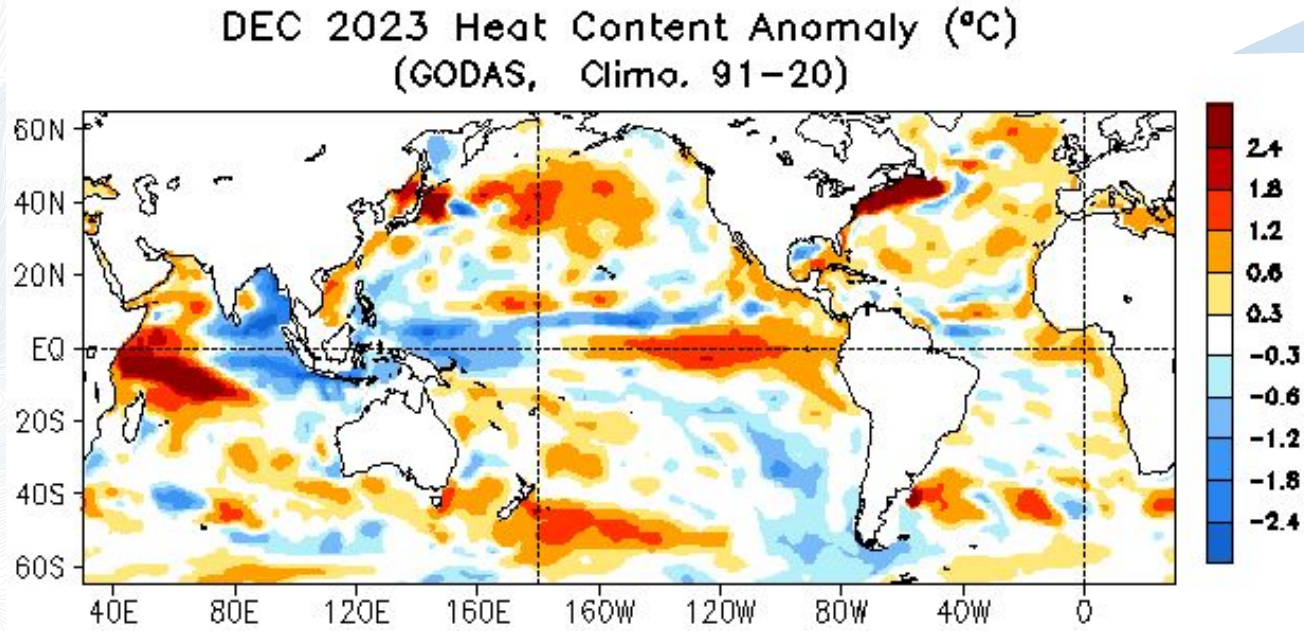 DEC 2023 Heat Content Anomaly (ºC)
(GODAS, Climo. 91-20)
60N
40N
20N
EQ
20S
40S
60S
40E 80E 120E 160E 160W 120W 80W 40W 0
2.4
1.8
1.2
0.6
0.3
-0.3
-0.6
-1.2
-1.8
-2.4